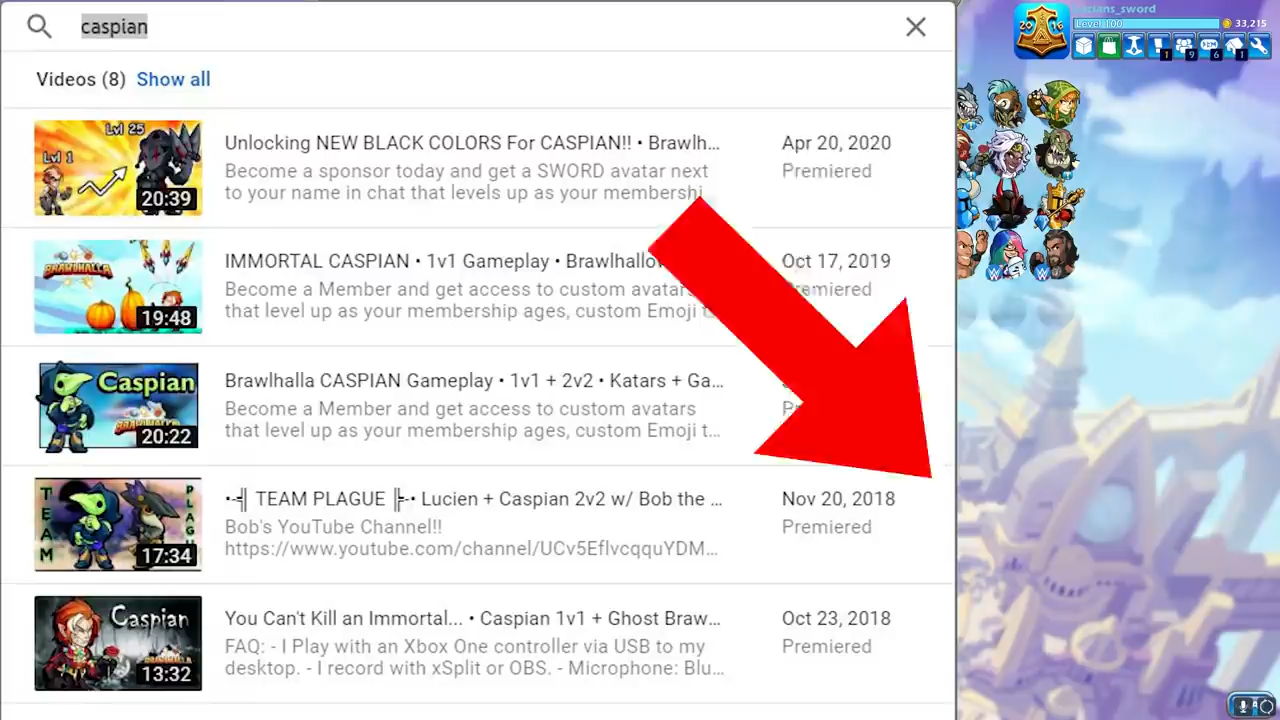 caspian
Videos (8) Show all
Lvl 25
Lvl 1
20:39
Unlocking NEW BLACK COLORS For CASPIAN!! • Brawlh...
Apr 20, 2020
Become a sponsor today and get a SWORD avatar next
Premiered
to your name in chat that levels up as your membershi
BRAWLHALLA
19:48
IMMORTAL CASPIAN • 1v1 Gameplay •
Oct 17, 2019
Become a Member and get access to custom
that level up as your membership ages, custom Emoji
Caspian
20:22
Brawlhalla CASPIAN Gameplay • 1v1 + 2v2 • Katars + Ga...
Become a Member and get access to custom avatars
that level up as your membership ages, custom Emoji t...
TEAM
17:34
•-╣ TEAM PLAGUE ╠-• Lucien + Caspian 2v2 w/ Bob the ...
Nov 20, 2018
Bob's YouTube Channel!!
Premiered
https://www.youtube.com/channel/UCv5EflvcqquYDM...
Caspian
13:32
You Can't Kill an Immortal... • Caspian 1v1 + Ghost Braw...
Oct 23, 2018
FAQ: - I Play with an Xbox One controller via USB to my
Premiered
desktop. - I record with xSplit or OBS. - Microphone: Blu...
2016
Level 100
33,215
1 9 6 1